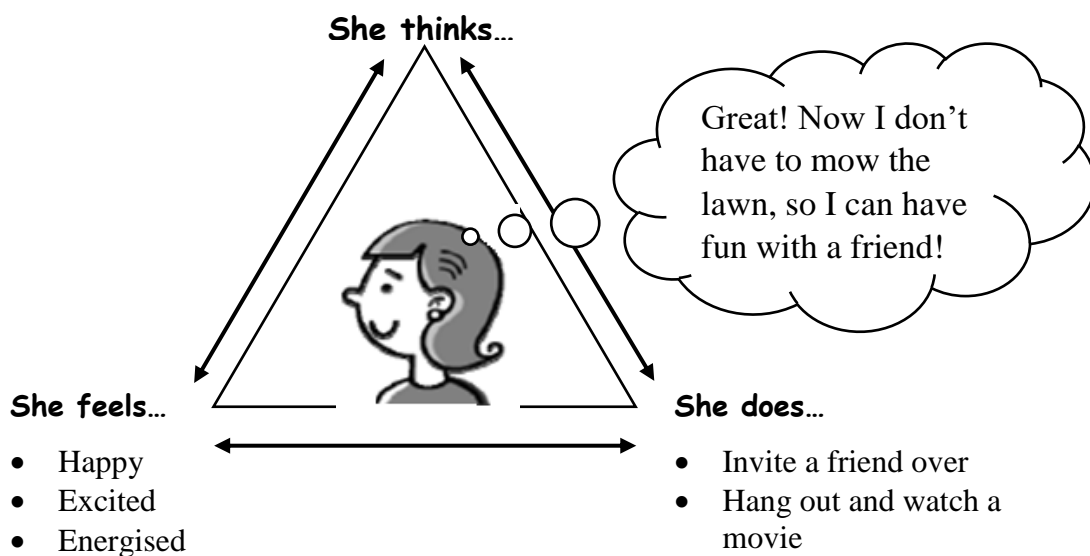 She thinks…
Great! Now I don’t
have to mow the
lawn, so I can have
fun with a friend!
She feels…
• Happy
• Excited
• Energised
She does…
• Invite a friend over
• Hang out and watch a
movie